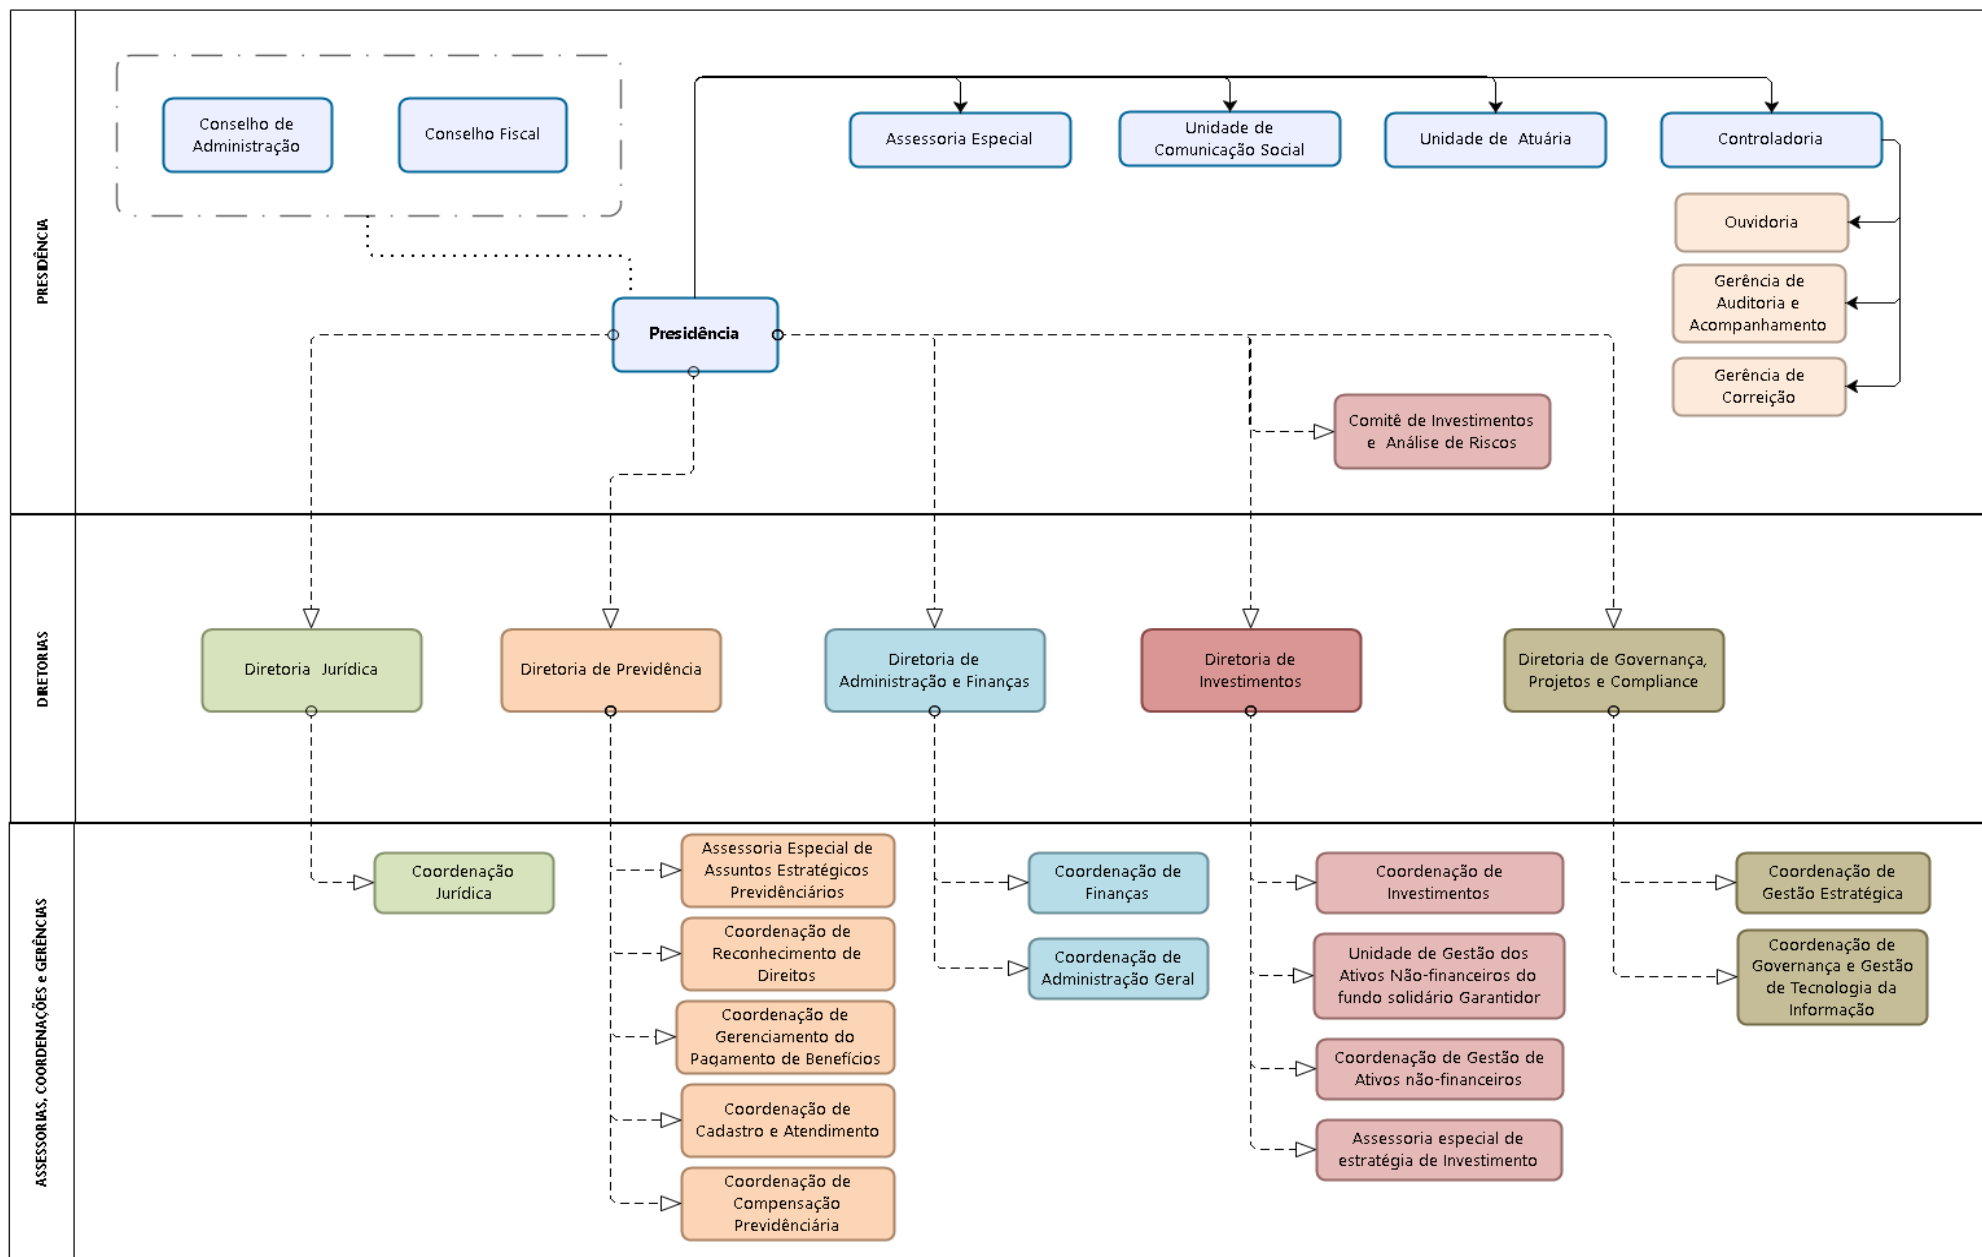 PRESIDÊNCIA
Conselho de
Administração
Conselho Fiscal
Assessoria Especial
Unidade de
Comunicação Social
Unidade de Atuária
Controladoria
Ouvidoria
Gerência de
Auditoria e
Acompanhamento
Gerência de
Correição
Presidência
Comitê de Investimentos
e Análise de Riscos
DIRETORIAS
Diretoria Jurídica
Diretoria de Previdência
Diretoria de
Administração e Finanças
Diretoria de
Investimentos
Diretoria de Governança,
Projetos e Compliance
ASSESSORIAS, COORDENAÇÕES e GERÊNCIAS
Coordenação
Jurídica
Assessoria Especial de
Assuntos Estratégicos
Previdênciários
Coordenação de
Reconhecimento de
Direitos
Coordenação de
Gerenciamento do
Pagamento de Benefícios
Coordenação de
Cadastro e Atendimento
Coordenação de
Compensação
Previdênciária
Coordenação de
Finanças
Coordenação de
Administração Geral
Coordenação de
Investimentos
Unidade de Gestão dos
Ativos Não-financeiros do
fundo solidário Garantidor
Coordenação de Gestão de
Ativos não-financeiros
Assessoria especial de
estratégia de Investimento
Coordenação de
Gestão Estratégica
Coordenação de
Governança e Gestão
de Tecnologia da
Informação